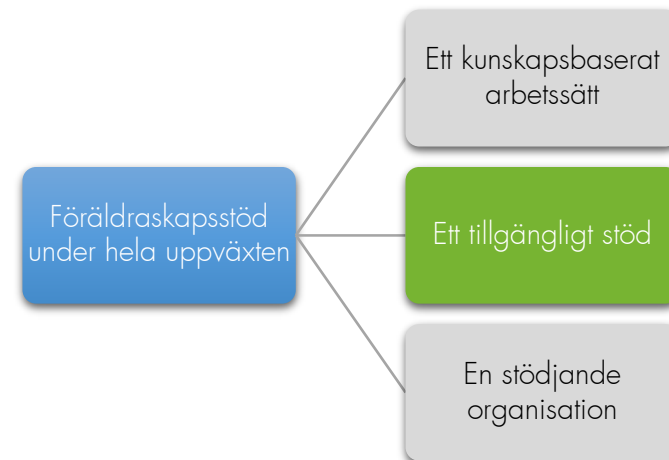 Ett kunskapsbaserat
arbetssätt
Föräldraskapsstöd
under hela uppväxten
Ett tillgängligt stöd
En stödjande
organisation